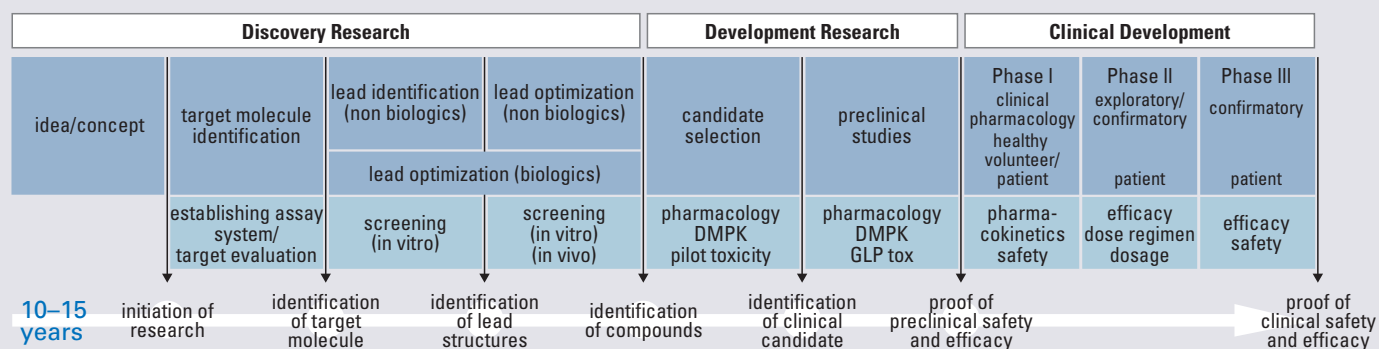 Discovery Research
Development Research
Clinical Development
idea/concept
target molecule
identification
lead identification
(non biologics)
lead optimization
(non biologics)
lead optimization (biologics)
candidate
selection
preclinical
studies
Phase I
clinical
pharmacology
healthy
volunteer/
patient
Phase II
exploratory/
confirmatory
patient
Phase III
confirmatory
patient
establishing assay
system/
target evaluation
screening
(in vitro)
screening
(in vitro)
(in vivo)
pharmacology
DMPK
pilot toxicity
pharmacology
DMPK
GLP tox
pharma-
cokinetics
safety
efficacy
dose regimen
dosage
efficacy
safety
10–15
years
initiation of
research
identification
of target
molecule
identification
of lead
structures
identification
of compounds
identification
of clinical
candidate
proof of
preclinical safety
and efficacy
proof of
clinical safety
and efficacy